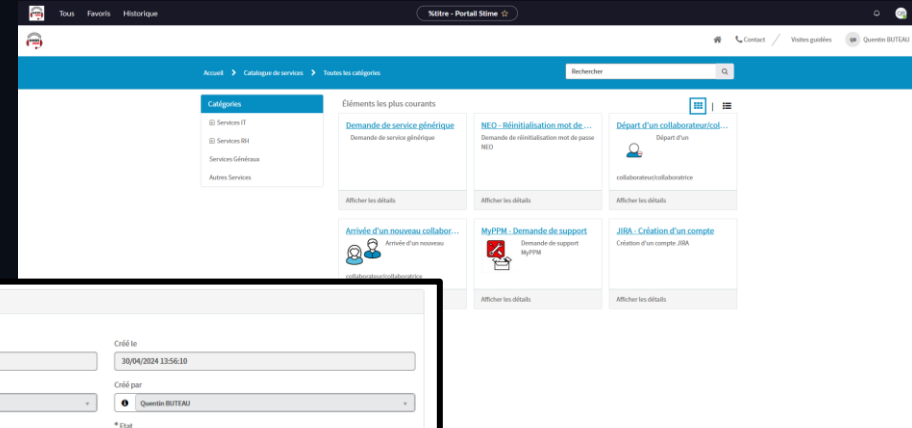 Tous Favoris Historique
%titre - Portail Stime ☆
Contact / Visites guidées QB Quentin BUTEAU
Accueil > Catalogue de services > Toutes les catégories
Rechercher
Catégories
Services IT
Services RH
Services Généraux
Autres Services
Éléments les plus courants
Demande de service générique
Demande de service générique
Afficher les détails
NEO - Réinitialisation mot de ...
Demande de réinitialisation mot de passe
NEO
Afficher les détails
Départ d'un collaborateur/col...
Départ d'un
collaborateur/collaboratrice
Afficher les détails
Arrivée d'un nouveau collabor...
Arrivée d'un nouveau
collaborateur/collaboratrice
MyPPM - Demande de support
Demande de support
MyPPM
Afficher les détails
JIRA - Création d'un compte
Création d'un compte JIRA
Afficher les détails
Créé le
30/04/2024 13:56:10
Créé par
Quentin BUTEAU
* Etat